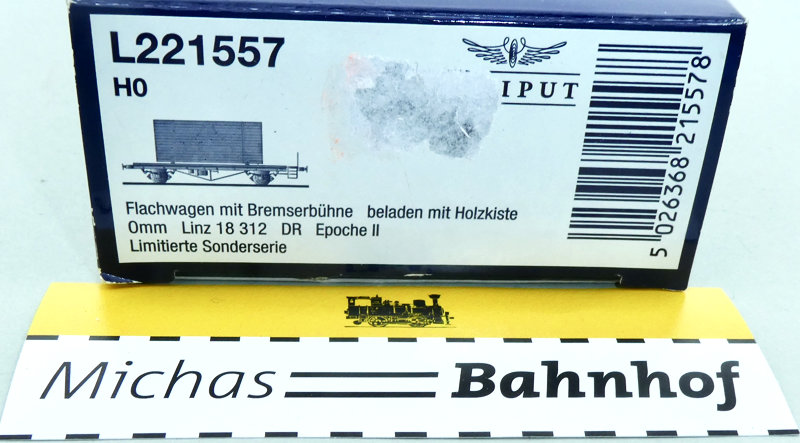 L221557
H0
IPUT
Flachwagen mit Bremserbühne beladen mit Holzkiste
Omm Linz 18 312 DR Epoche II
Limitierte Sonderserie
5 026368 215578
Michas Bahnhof